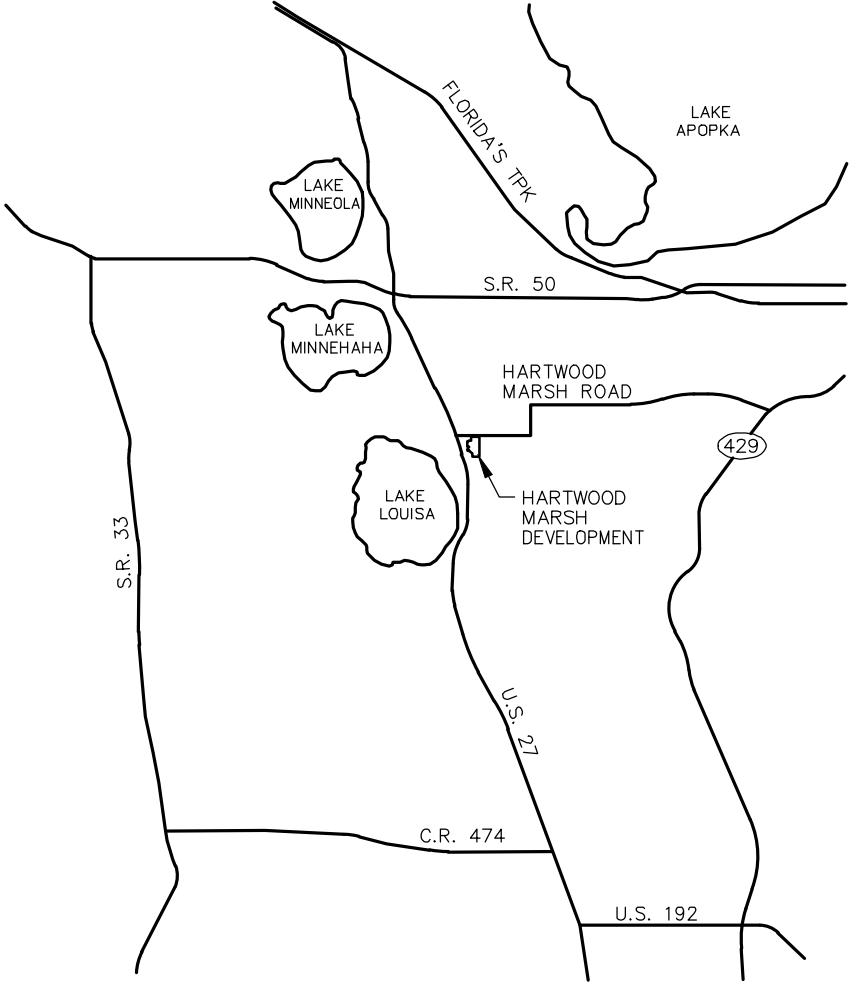 LAKE
APOPKA
FLORIDA'S TPK
LAKE
MINNEOLA
S.R. 50
LAKE
MINNEHAHA
HARTWOOD
MARSH ROAD
429
LAKE
LOUISA
HARTWOOD
MARSH
DEVELOPMENT
S.R. 33
U.S. 27
C.R. 474
U.S. 192